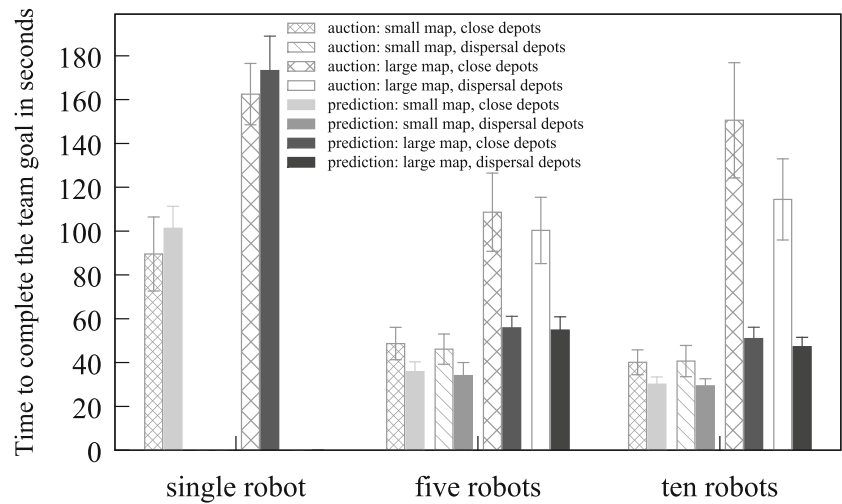 Time to complete the team goal in seconds
180
160
140
120
100
80
60
40
20
0
auction: small map, close depots
auction: small map, dispersal depots
auction: large map, close depots
auction: large map, dispersal depots
prediction: small map, close depots
prediction: small map, dispersal depots
prediction: large map, close depots
prediction: large map, dispersal depots
single robot
five robots
ten robots